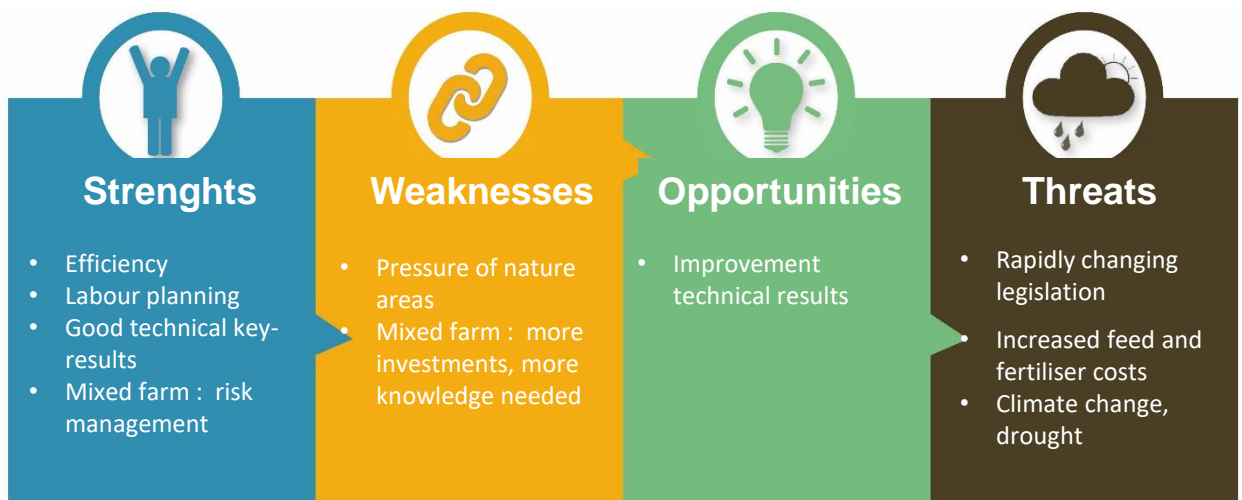 Strenghts
• Efficiency
• Labour planning
• Good technical key-
results
• Mixed farm : risk
management
Weaknesses
• Pressure of nature
areas
• Mixed farm : more
investments, more
knowledge needed
Opportunities
• Improvement
technical results
Threats
• Rapidly changing
legislation
• Increased feed and
fertiliser costs
• Climate change,
drought